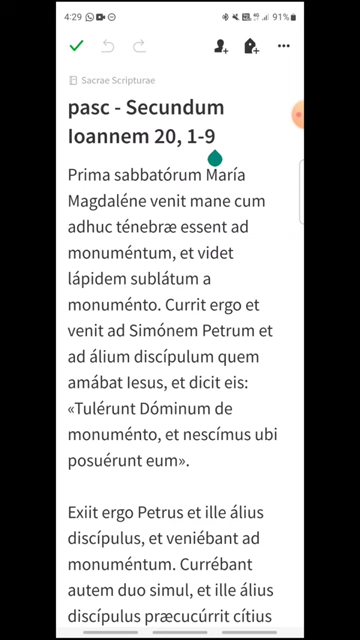 4:29
91%
Sacrae Scripturae
pasc - Secundum
Ioannem 20, 1-9
Prima sabbatórum María
Magdaléne venit mane cum
adhuc ténebræ essent ad
monuméntum, et videt
lápidem sublátum a
monuménto. Currit ergo et
venit ad Simónem Petrum et
ad álium discípulum quem
amábat Iesus, et dicit eis:
«Tulérunt Dóminum de
monuménto, et nescímus ubi
posuérunt eum».
Exiit ergo Petrus et ille álius
discípulus, et veniébant ad
monuméntum. Currébant
autem duo simul, et ille álius
discípulus præcucúrrit cítius